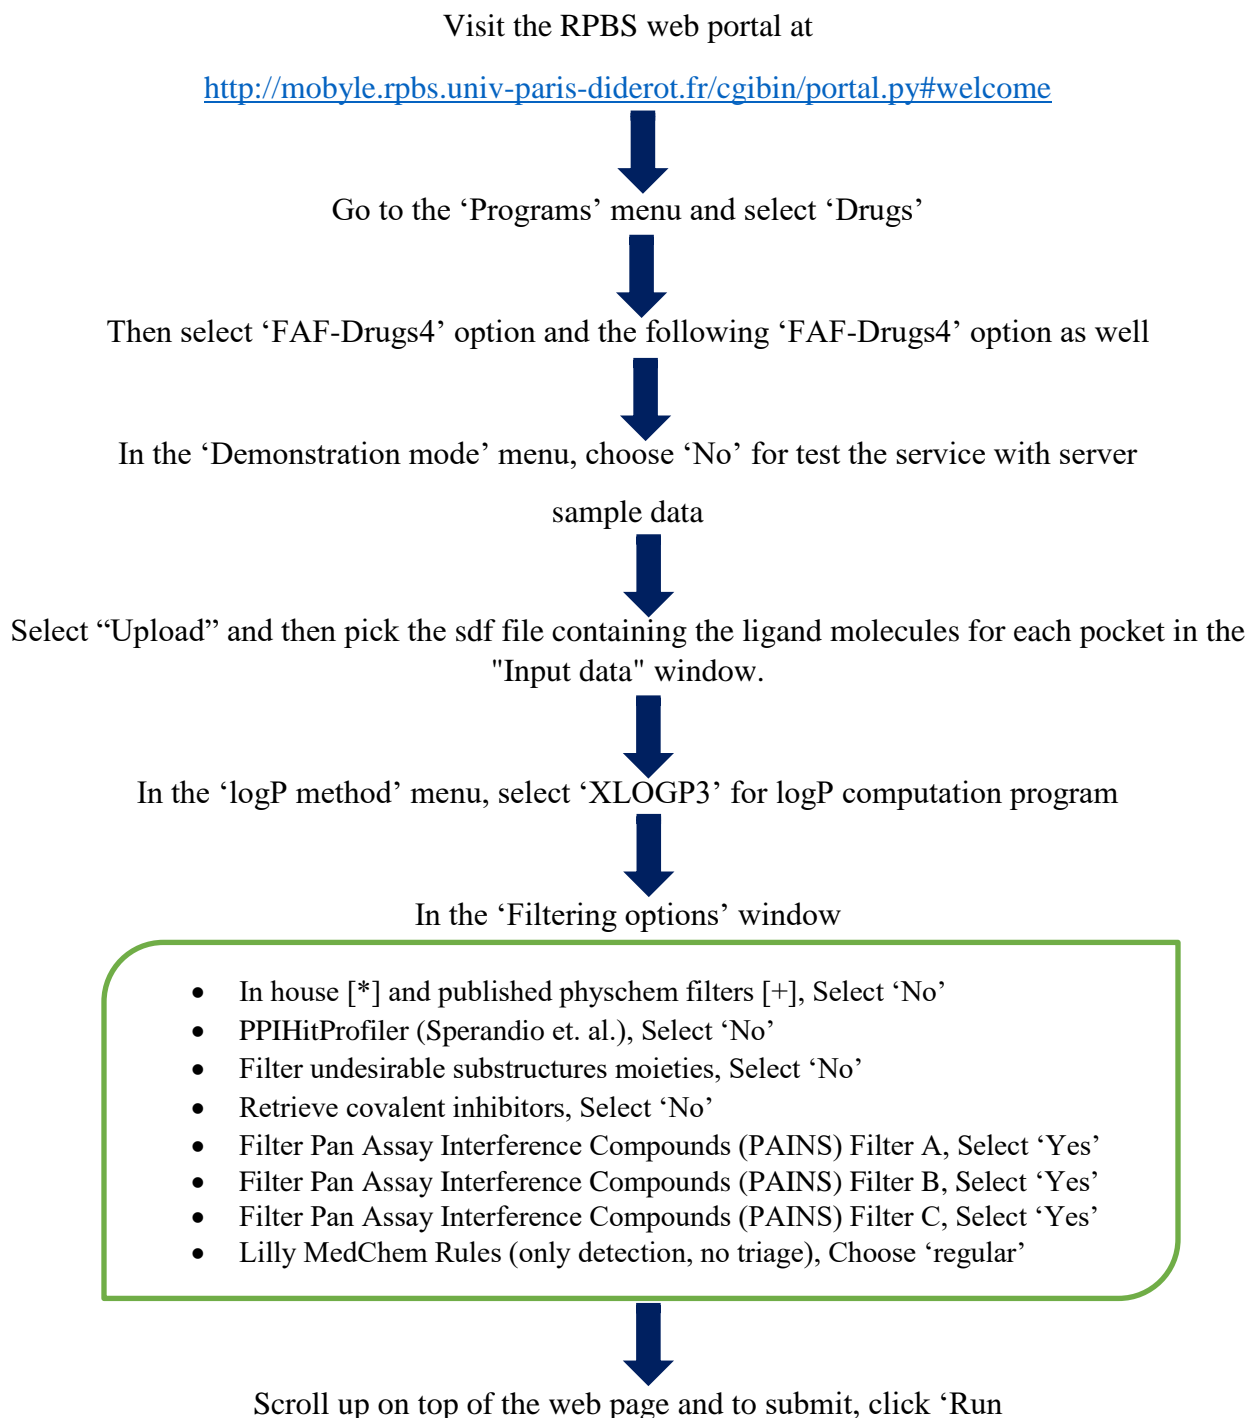 Visit the RPBS web portal at
http://mobyle.rpbs.univ-paris-diderot.fr/cgibin/portal.py#welcome
Go to the ‘Programs’ menu and select ‘Drugs’
Then select ‘FAF-Drugs4’ option and the following ‘FAF-Drugs4’ option as well
In the ‘Demonstration mode’ menu, choose ‘No’ for test the service with server
sample data
Select “Upload” and then pick the sdf file containing the ligand molecules for each pocket in the
"Input data" window.
In the ‘logP method’ menu, select ‘XLOGP3’ for logP computation program
In the ‘Filtering options’ window
• In house [*] and published physchem filters [+], Select ‘No’
• PPIHitProfiler (Sperandio et. al.), Select ‘No’
• Filter undesirable substructures moieties, Select ‘No’
• Retrieve covalent inhibitors, Select ‘No’
• Filter Pan Assay Interference Compounds (PAINS) Filter A, Select ‘Yes’
• Filter Pan Assay Interference Compounds (PAINS) Filter B, Select ‘Yes’
• Filter Pan Assay Interference Compounds (PAINS) Filter C, Select ‘Yes’
• Lilly MedChem Rules (only detection, no triage), Choose ‘regular’
Scroll up on top of the web page and to submit, click ‘Run